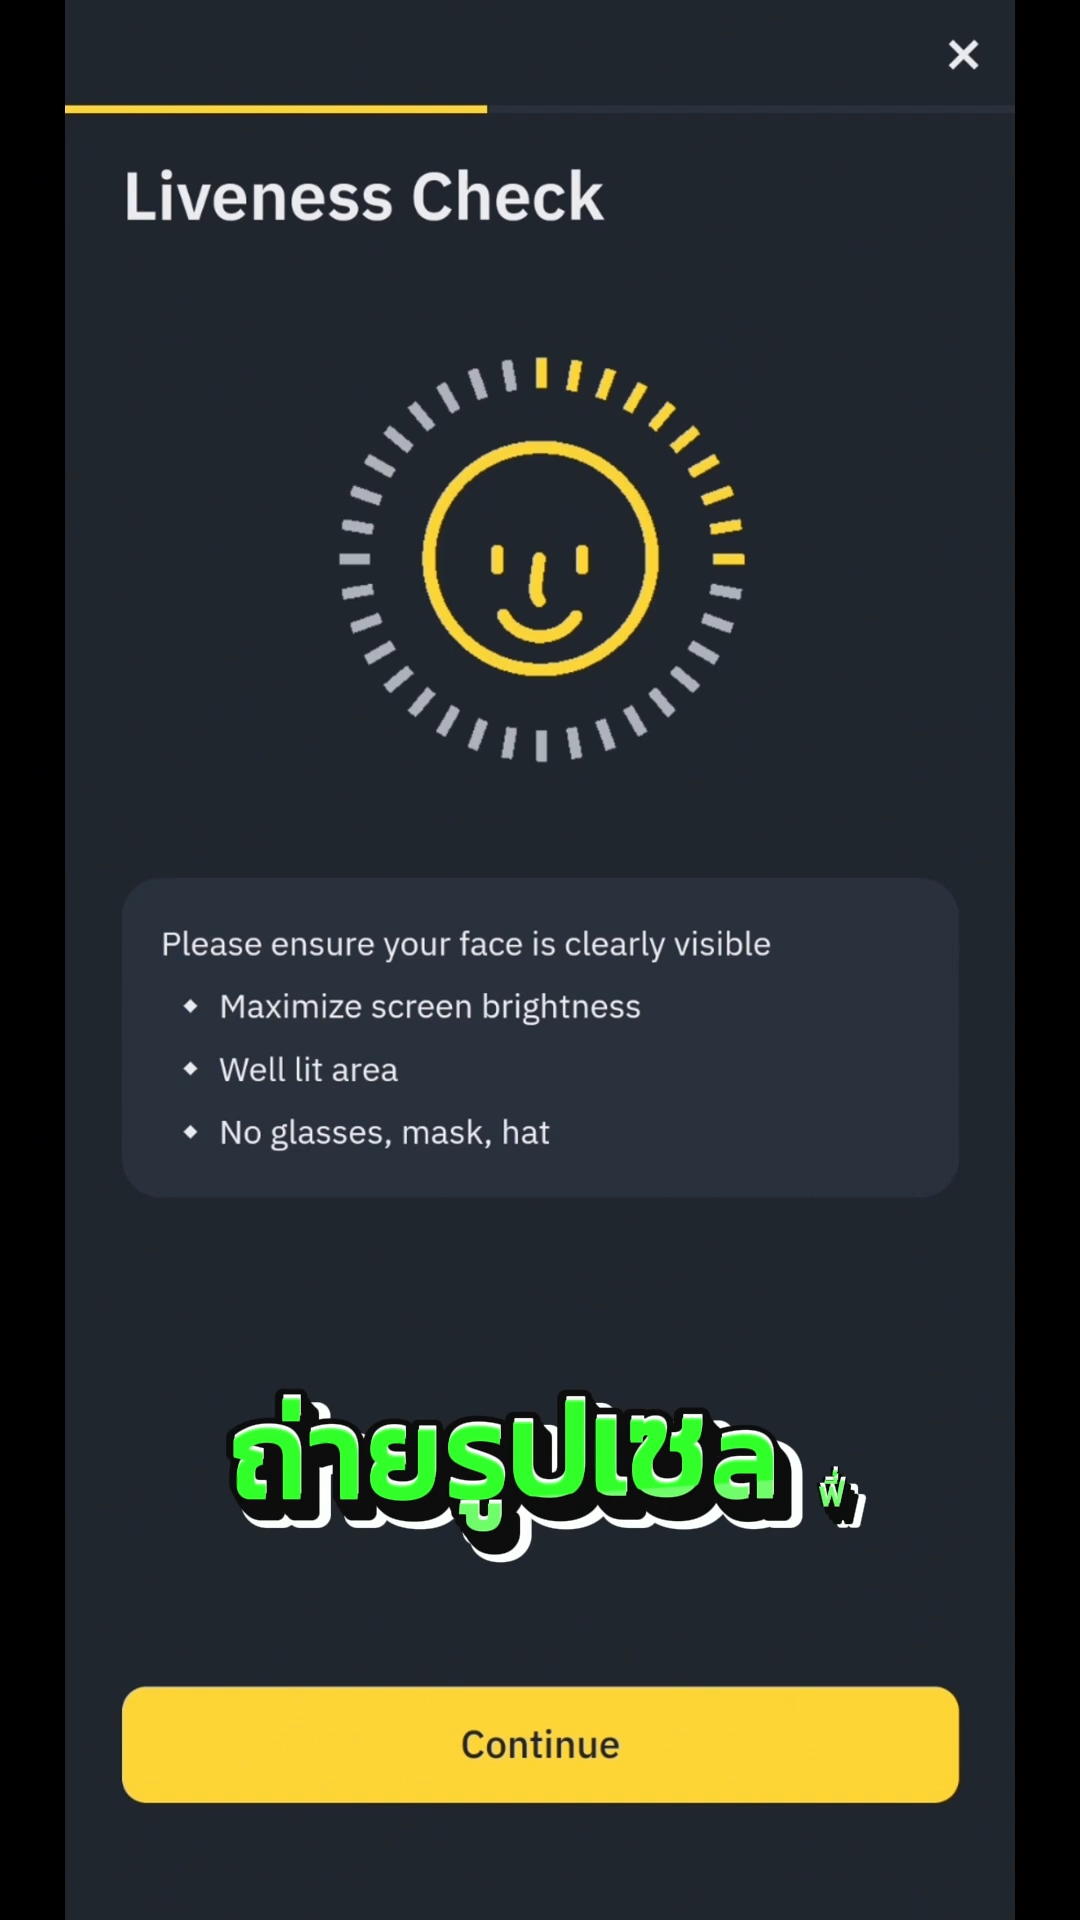 Liveness Check
Please ensure your face is clearly visible
Maximize screen brightness
Well lit area
No glasses, mask, hat
ถ่ายรูปเซลฟี่
Continue